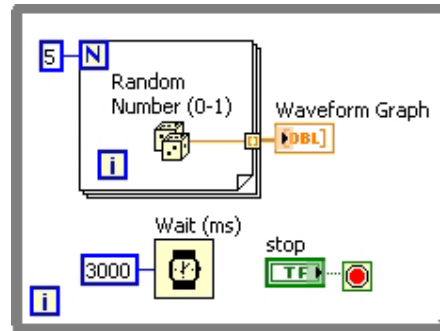 5
N
Random
Number (0-1)
i
Waveform Graph
DBL]
Wait (ms)
3000
stop
TF
i